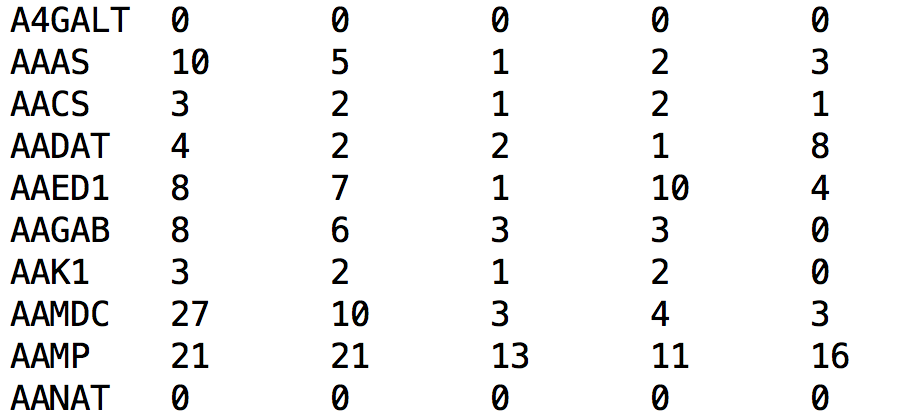 A4GALT 0 0 0 0 0
AAAS 10 5 1 2 3
AACS 3 2 1 2 1
AADAT 4 2 2 1 8
AAED1 8 7 1 10 4
AAGAB 8 6 3 3 0
AAK1 3 2 1 2 0
AAMDC 27 10 3 4 3
AAMP 21 21 13 11 16
AANAT 0 0 0 0 0